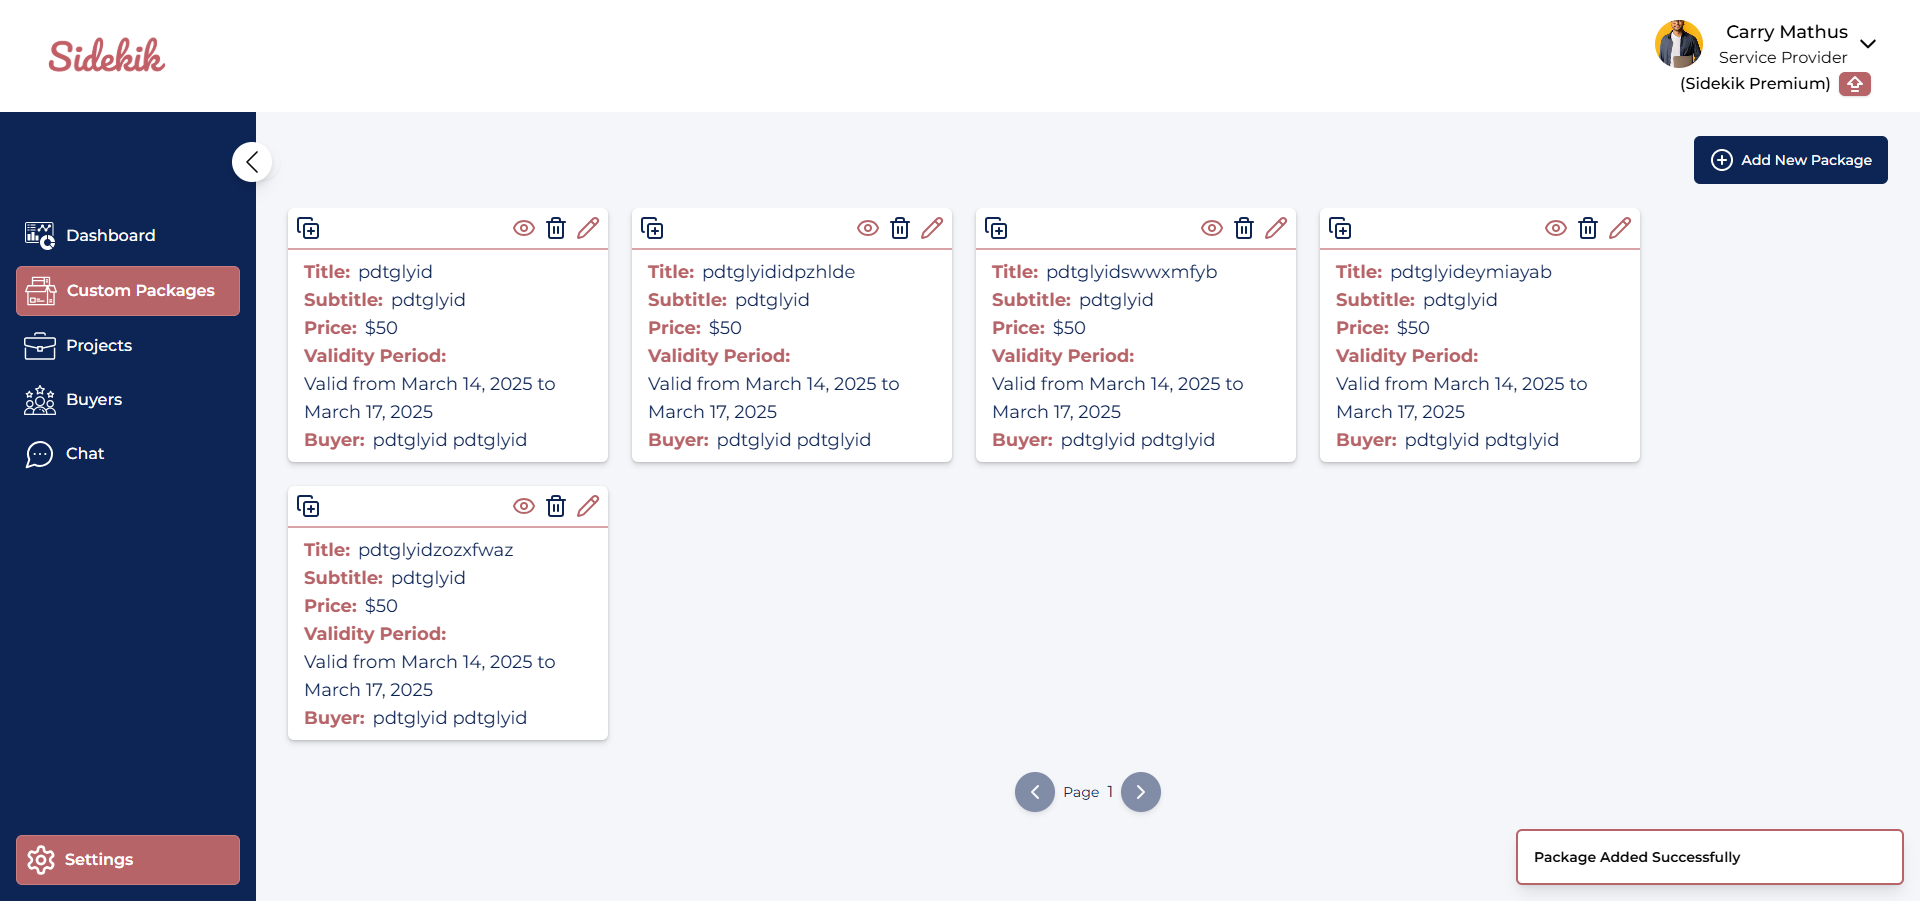 Sidekik
Carry Mathus
Service Provider
(Sidekik Premium)
Dashboard
Custom Packages
Projects
Buyers
Chat
Settings
Add New Package
Title: pdtglyid
Subtitle: pdtglyid
Price: $50
Validity Period:
Valid from March 14, 2025 to
March 17, 2025
Buyer: pdtglyid pdtglyid
Title: pdtglyididpzhlde
Subtitle: pdtglyid
Price: $50
Validity Period:
Valid from March 14, 2025 to
March 17, 2025
Buyer: pdtglyid pdtglyid
Title: pdtglyidswwxmfyb
Subtitle: pdtglyid
Price: $50
Validity Period:
Valid from March 14, 2025 to
March 17, 2025
Buyer: pdtglyid pdtglyid
Title: pdtglyideymiayab
Subtitle: pdtglyid
Price: $50
Validity Period:
Valid from March 14, 2025 to
March 17, 2025
Buyer: pdtglyid pdtglyid
Title: pdtglyidzozxfwaz
Subtitle: pdtglyid
Price: $50
Validity Period:
Valid from March 14, 2025 to
March 17, 2025
Buyer: pdtglyid pdtglyid
Page 1
Package Added Successfully